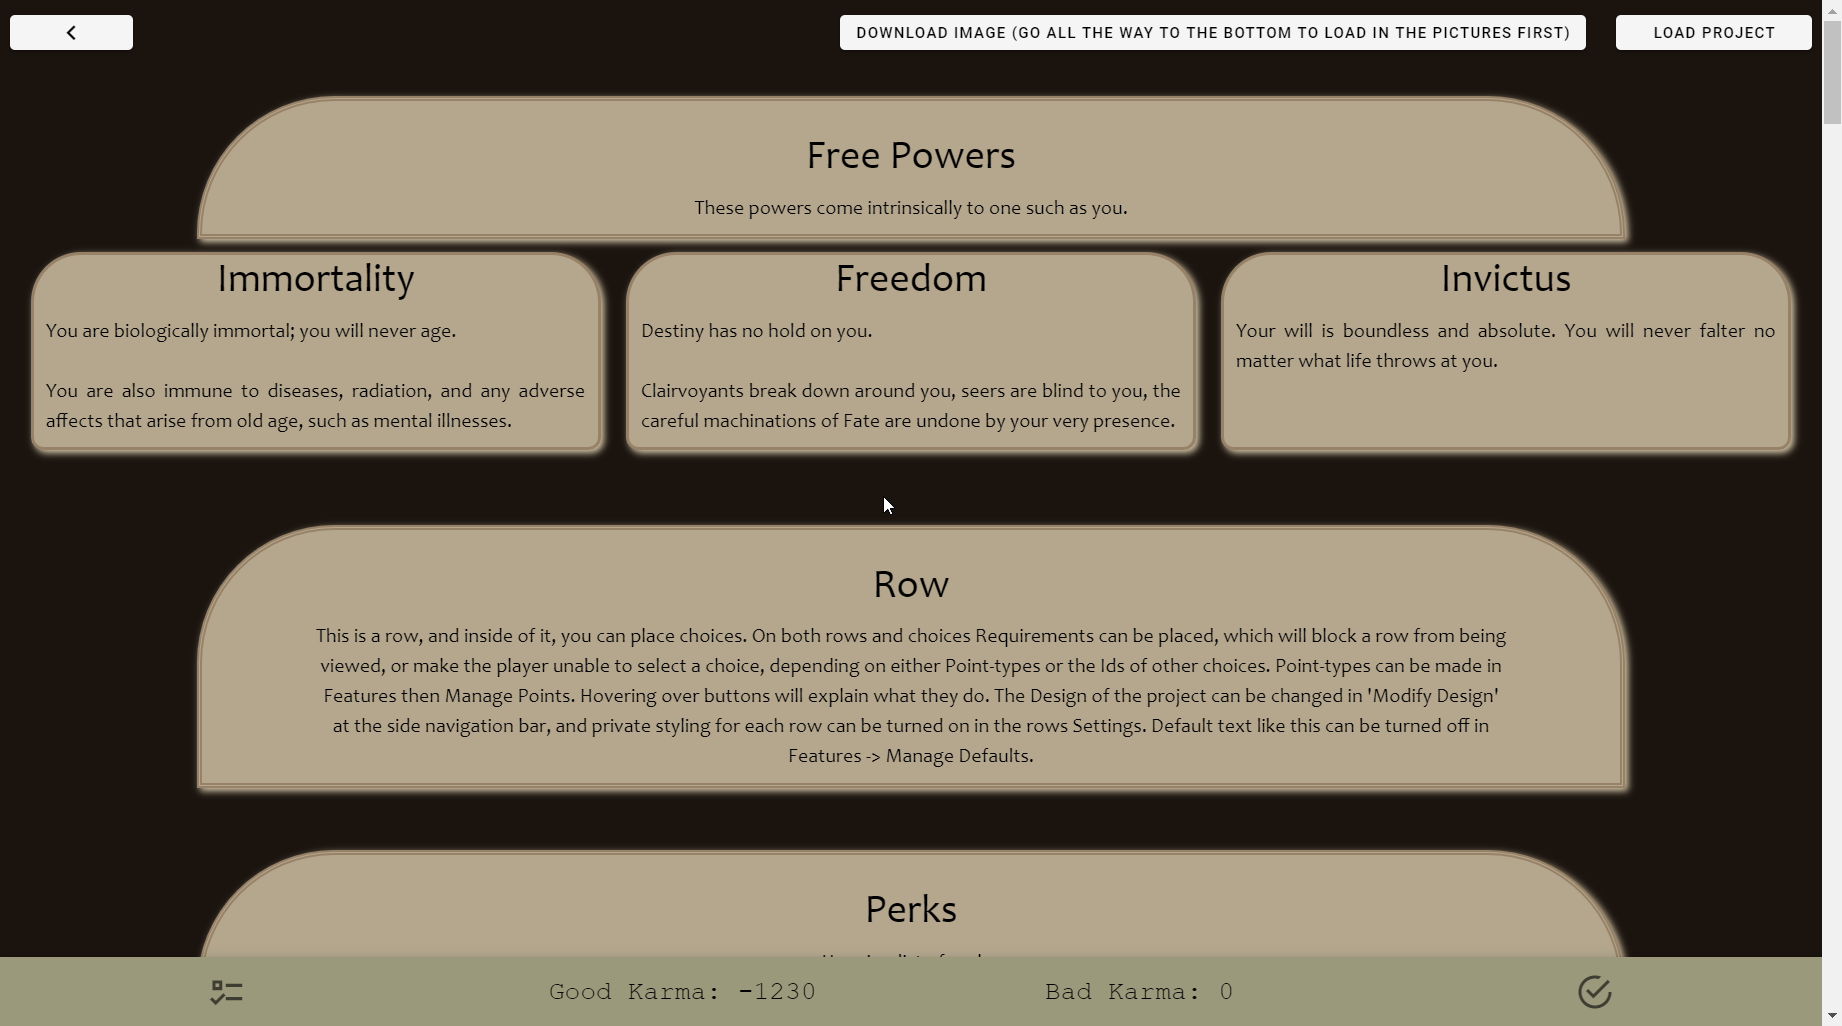 DOWNLOAD IMAGE (GO ALL THE WAY TO THE BOTTOM TO LOAD IN THE PICTURES FIRST)
LOAD PROJECT
Free Powers
These powers come intrinsically to one such as you.
Immortality
You are biologically immortal; you will never age.
You are also immune to diseases, radiation, and any adverse
affects that arise from old age, such as mental illnesses.
Freedom
Destiny has no hold on you.
Clairvoyants break down around you, seers are blind to you, the
careful machinations of Fate are undone by your very presence.
Invictus
Your will is boundless and absolute. You will never falter no
matter what life throws at you.
Row
This is a row, and inside of it, you can place choices. On both rows and choices Requirements can be placed, which will block a row from being
viewed, or make the player unable to select a choice, depending on either Point-types or the Ids of other choices. Point-types can be made in
Features then Manage Points. Hovering over buttons will explain what they do. The Design of the project can be changed in 'Modify Design'
at the side navigation bar, and private styling for each row can be turned on in the rows Settings. Default text like this can be turned off in
Features -> Manage Defaults.
Perks
Good Karma: -1230
Bad Karma: 0